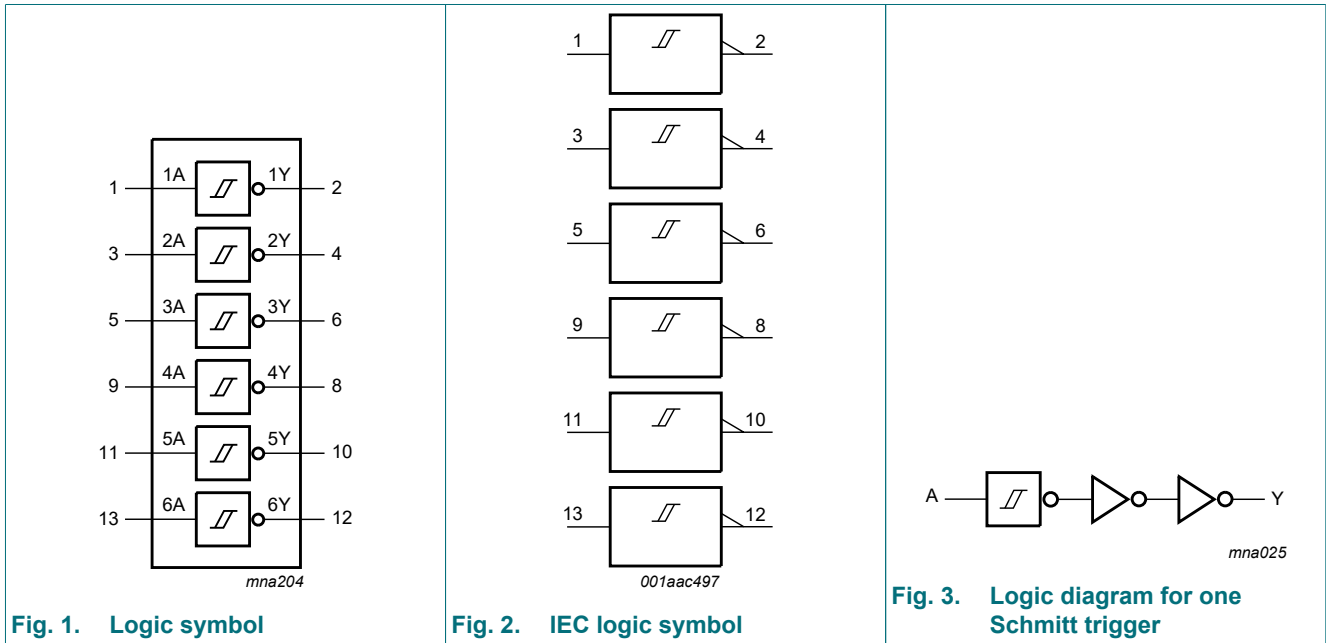 1 1A 1Y 2
3 2A 2Y 4
5 3A 3Y 6
9 4A 4Y 8
11 5A 5Y 10
13 6A 6Y 12
mna204
Fig. 1. Logic symbol
1 2
3 4
5 6
9 8
11 10
13 12
001aac497
Fig. 2. IEC logic symbol
A Y
mna025
Fig. 3. Logic diagram for one
Schmitt trigger